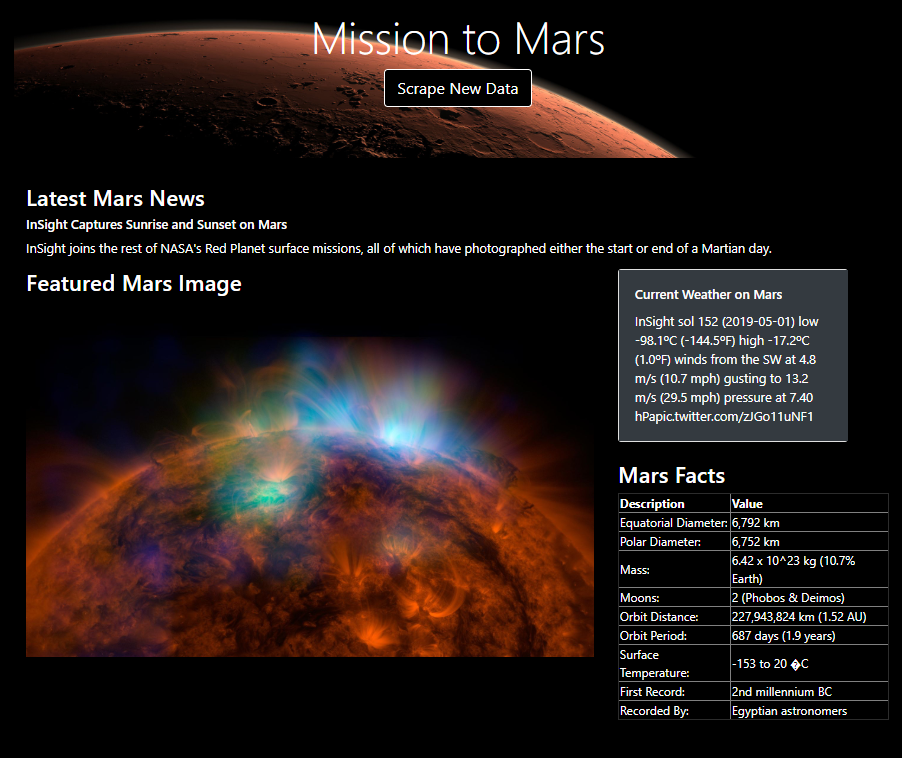 Mission to Mars
Scrape New Data
Latest Mars News
InSight Captures Sunrise and Sunset on Mars
InSight joins the rest of NASA's Red Planet surface missions, all of which have photographed either the start or end of a Martian day.
Featured Mars Image
Current Weather on Mars
InSight sol 152 (2019-05-01) low
-98.1ºC (-144.5ºF) high -17.2ºC
(1.0ºF) winds from the SW at 4.8
m/s (10.7 mph) gusting to 13.2
m/s (29.5 mph) pressure at 7.40
hPapic.twitter.com/zJGo11uNF1
Mars Facts
Description Value
Equatorial Diameter: 6,792 km
Polar Diameter: 6,752 km
Mass: 6.42 x 10^23 kg (10.7%
Earth)
Moons: 2 (Phobos & Deimos)
Orbit Distance: 227,943,824 km (1.52 AU)
Orbit Period: 687 days (1.9 years)
Surface
Temperature: -153 to 20 �C
First Record: 2nd millennium BC
Recorded By: Egyptian astronomers